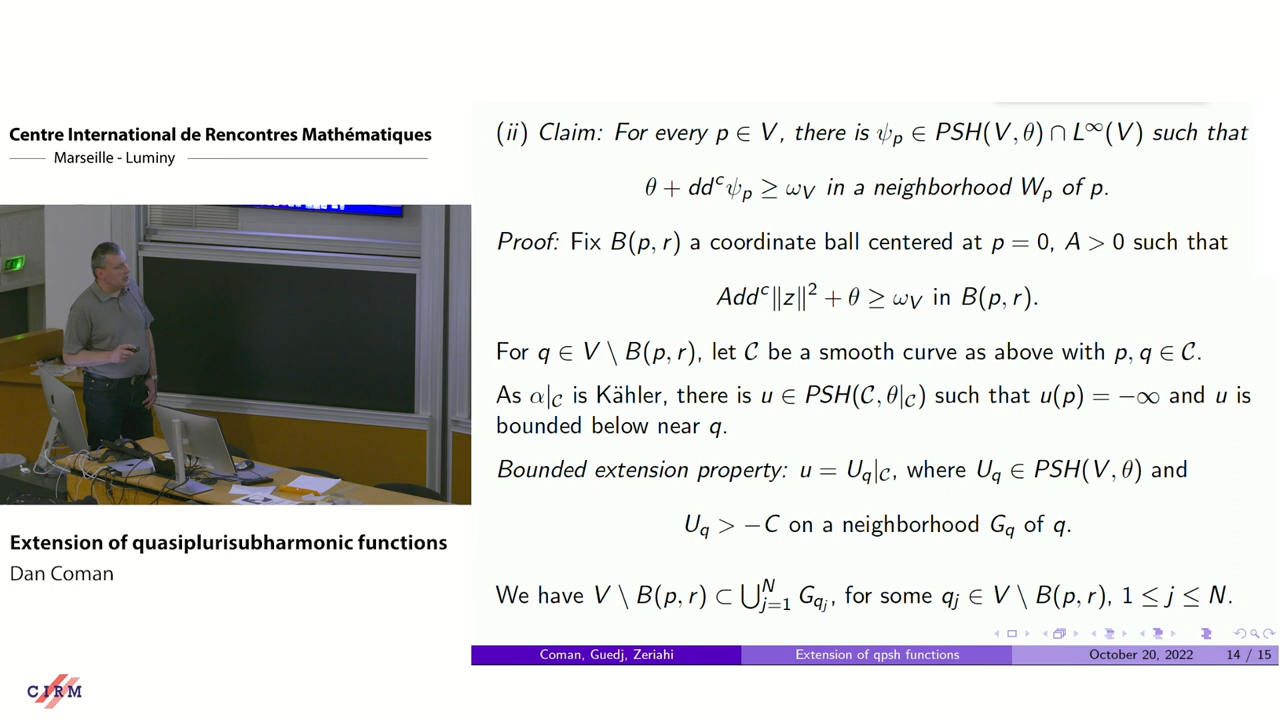 Centre International de Rencontres Mathématiques
Marseille - Luminy
(ii) Claim: For every p ∈ V, there is ψ_p ∈ PSH(V, θ) ∩ L^∞(V) such that
θ + dd^c ψ_p ≥ ω_V in a neighborhood W_p of p.
Proof: Fix B(p, r) a coordinate ball centered at p = 0, A > 0 such that
Add^c‖z‖² + θ ≥ ω_V in B(p, r).
For q ∈ V \ B(p, r), let 𝒞 be a smooth curve as above with p, q ∈ 𝒞.
As α|_𝒞 is Kähler, there is u ∈ PSH(𝒞, θ|_𝒞) such that u(p) = −∞ and u is
bounded below near q.
Bounded extension property: u = U_q|_𝒞, where U_q ∈ PSH(V, θ) and
U_q > −C on a neighborhood G_q of q.
We have V \ B(p, r) ⊂ ⋃_{j=1}^N G_{q_j}, for some q_j ∈ V \ B(p, r), 1 ≤ j ≤ N.
Coman, Guedj, Zeriahi Extension of qpsh functions October 20, 2022 14 / 15
Extension of quasiplurisubharmonic functions
Dan Coman
CIRM